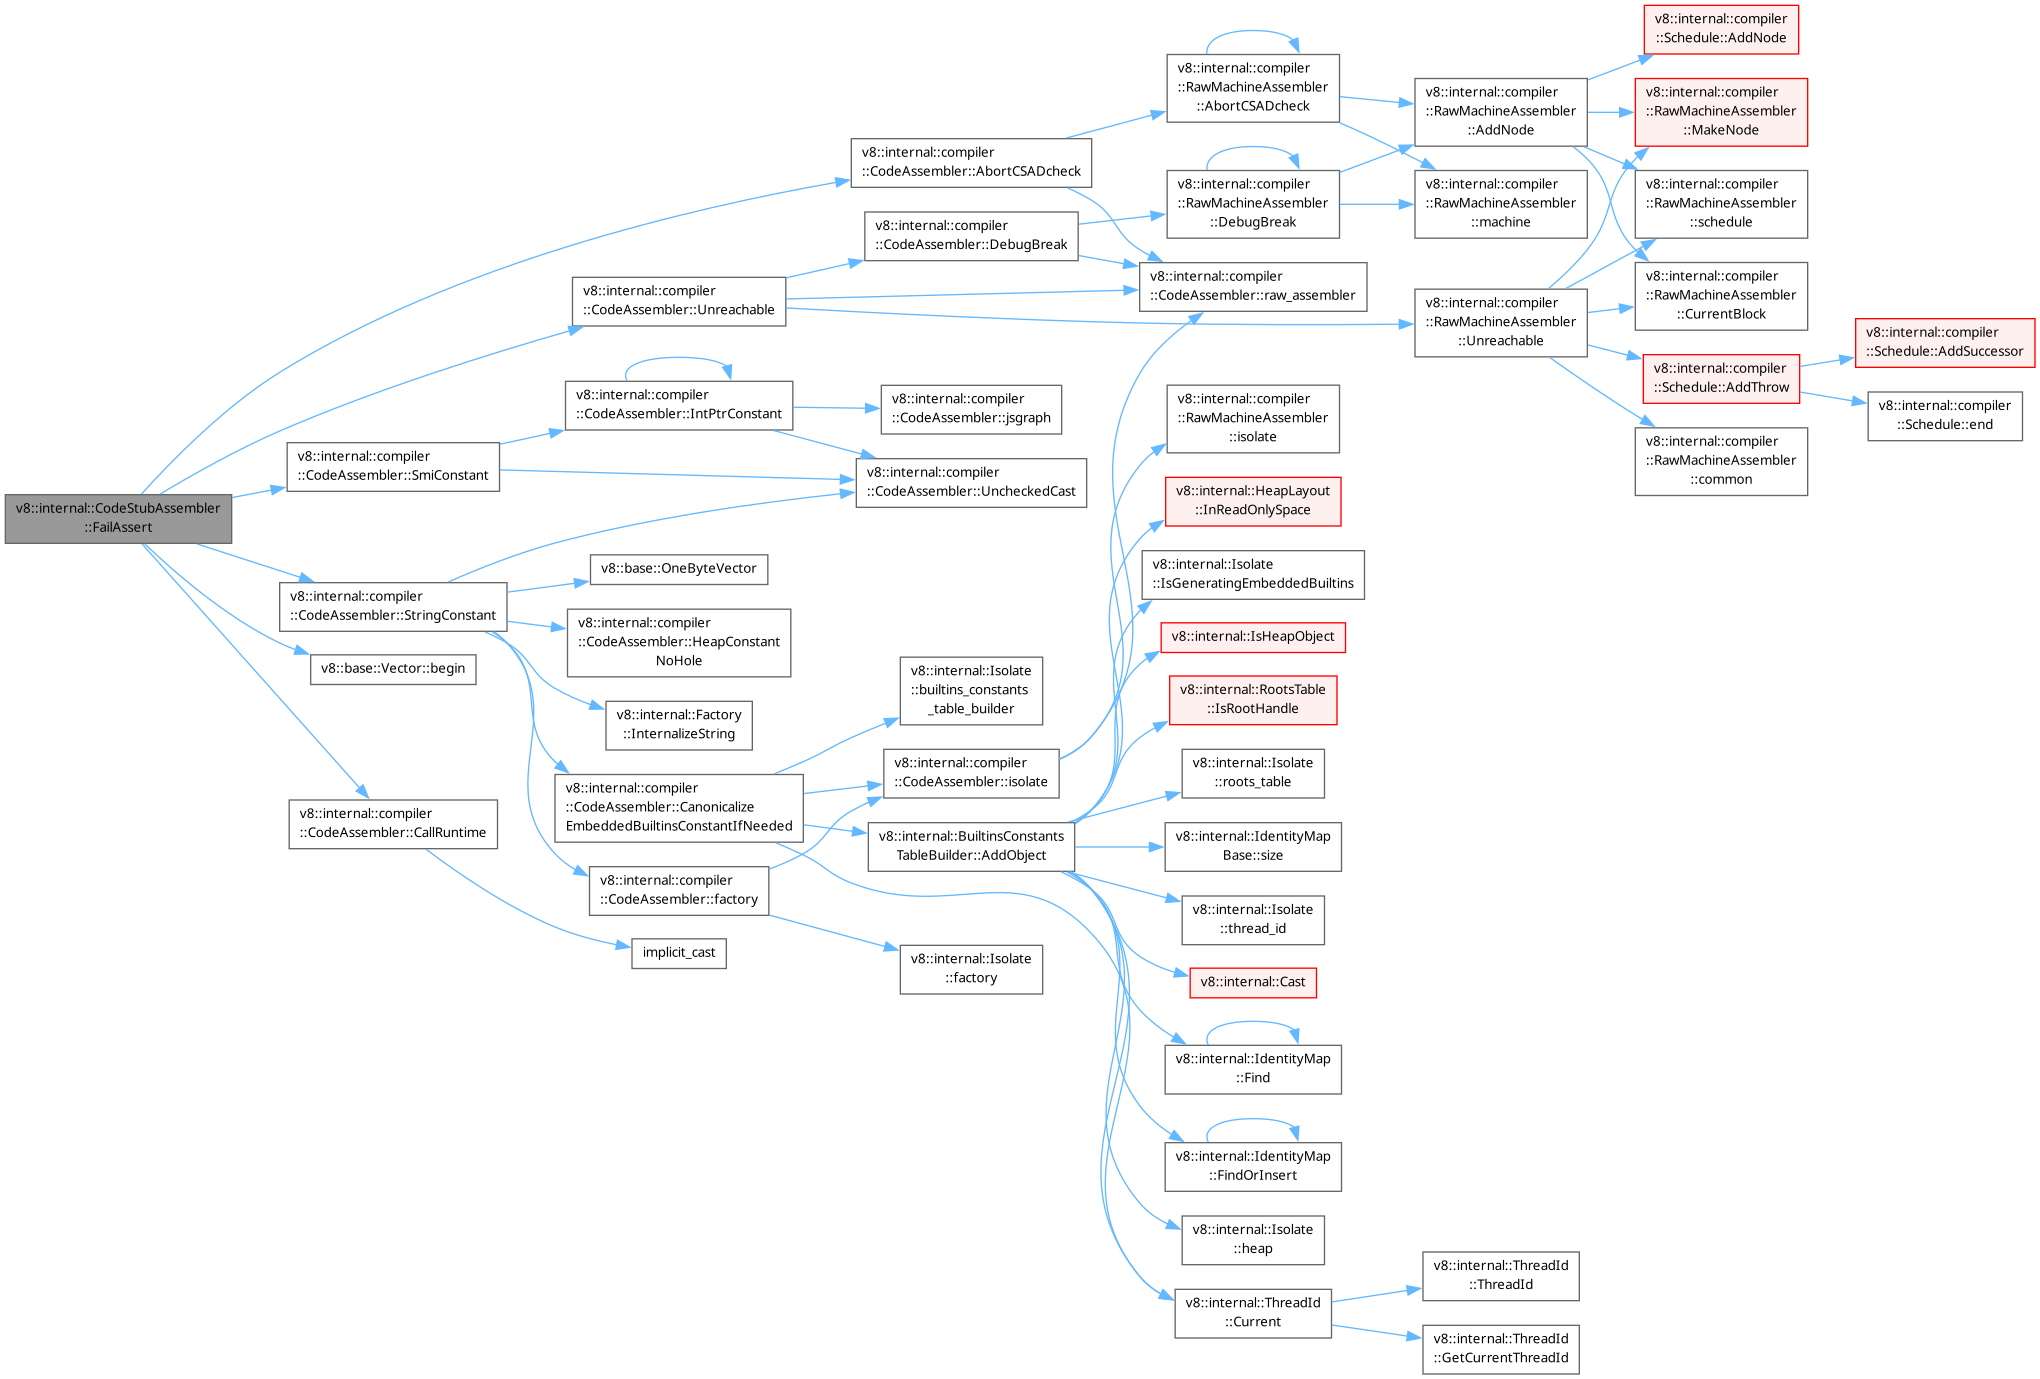 v8::internal::CodeStubAssembler
::FailAssert
v8::internal::compiler
::CodeAssembler::AbortCSADcheck
v8::internal::compiler
::RawMachineAssembler
::AbortCSADcheck
v8::internal::compiler
::RawMachineAssembler
::AddNode
v8::internal::compiler
::Schedule::AddNode
v8::internal::compiler
::RawMachineAssembler
::MakeNode
v8::internal::compiler
::RawMachineAssembler
::schedule
v8::internal::compiler
::RawMachineAssembler
::CurrentBlock
v8::internal::compiler
::RawMachineAssembler
::machine
v8::internal::compiler
::CodeAssembler::raw_assembler
v8::internal::compiler
::CodeAssembler::Unreachable
v8::internal::compiler
::CodeAssembler::DebugBreak
v8::internal::compiler
::RawMachineAssembler
::DebugBreak
v8::internal::compiler
::RawMachineAssembler
::Unreachable
v8::internal::compiler
::Schedule::AddThrow
v8::internal::compiler
::Schedule::AddSuccessor
v8::internal::compiler
::Schedule::end
v8::internal::compiler
::RawMachineAssembler
::common
v8::internal::compiler
::CodeAssembler::SmiConstant
v8::internal::compiler
::CodeAssembler::IntPtrConstant
v8::internal::compiler
::CodeAssembler::jsgraph
v8::internal::compiler
::CodeAssembler::UncheckedCast
v8::internal::compiler
::CodeAssembler::StringConstant
v8::base::OneByteVector
v8::internal::compiler
::CodeAssembler::HeapConstant
NoHole
v8::internal::Factory
::InternalizeString
v8::internal::compiler
::CodeAssembler::Canonicalize
EmbeddedBuiltinsConstantIfNeeded
v8::internal::compiler
::CodeAssembler::factory
v8::internal::Isolate
::builtins_constants
_table_builder
v8::internal::compiler
::CodeAssembler::isolate
v8::internal::BuiltinsConstants
TableBuilder::AddObject
v8::internal::Isolate
::factory
v8::internal::compiler
::RawMachineAssembler
::isolate
v8::internal::HeapLayout
::InReadOnlySpace
v8::internal::Isolate
::IsGeneratingEmbeddedBuiltins
v8::internal::IsHeapObject
v8::internal::RootsTable
::IsRootHandle
v8::internal::Isolate
::roots_table
v8::internal::IdentityMap
Base::size
v8::internal::Isolate
::thread_id
v8::internal::Cast
v8::internal::IdentityMap
::Find
v8::internal::IdentityMap
::FindOrInsert
v8::internal::Isolate
::heap
v8::internal::ThreadId
::Current
v8::internal::ThreadId
::ThreadId
v8::internal::ThreadId
::GetCurrentThreadId
v8::base::Vector::begin
v8::internal::compiler
::CodeAssembler::CallRuntime
implicit_cast